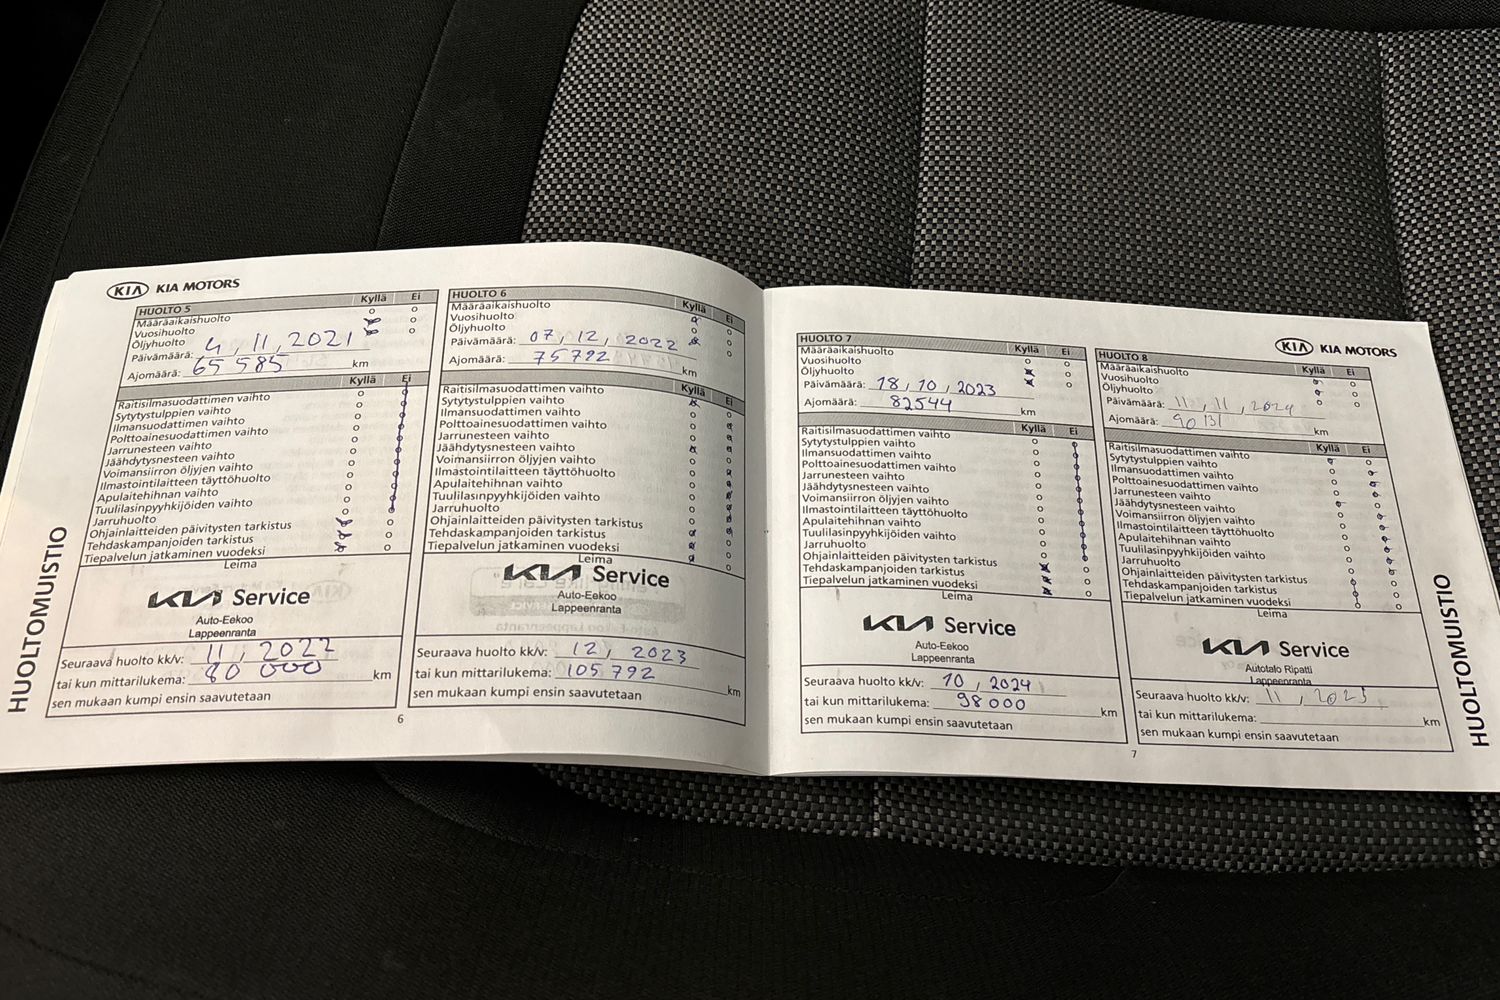 KIA KIA MOTORS
HUOLTOMUISTIO
HUOLTO 5 Kyllä Ei
Määräaikaishuolto
Vuosihuolto
Öljyhuolto
Päivämäärä: 4, 11, 2021
Ajomäärä: 65 585 km
Kyllä Ei
Raitisilmasuodattimen vaihto
Sytytystulppien vaihto
Ilmansuodattimen vaihto
Polttoainesuodattimen vaihto
Jarrunesteen vaihto
Jäähdytysnesteen vaihto
Voimansiirron öljyjen vaihto
Ilmastointilaitteen täyttöhuolto
Apulaitehihnan vaihto
Tuulilasinpyyhkijöiden vaihto
Jarruhuolto
Ohjainlaitteiden päivitysten tarkistus
Tehdaskampanjoiden tarkistus
Tiepalvelun jatkaminen vuodeksi
Leima
KIA Service
Auto-Eekoo
Lappeenranta
Seuraava huolto kk/v: 11, 2022
tai kun mittarilukema: 80 000 km
sen mukaan kumpi ensin saavutetaan
HUOLTO 6 Kyllä Ei
Määräaikaishuolto
Vuosihuolto
Öljyhuolto
Päivämäärä: 07, 12, 2022
Ajomäärä: 75792 km
Kyllä Ei
Raitisilmasuodattimen vaihto
Sytytystulppien vaihto
Ilmansuodattimen vaihto
Polttoainesuodattimen vaihto
Jarrunesteen vaihto
Jäähdytysnesteen vaihto
Voimansiirron öljyjen vaihto
Ilmastointilaitteen täyttöhuolto
Apulaitehihnan vaihto
Tuulilasinpyyhkijöiden vaihto
Jarruhuolto
Ohjainlaitteiden päivitysten tarkistus
Tehdaskampanjoiden tarkistus
Tiepalvelun jatkaminen vuodeksi
Leima
KIA Service
Auto-Eekoo
Lappeenranta
Seuraava huolto kk/v: 12, 2023
tai kun mittarilukema: 105 792 km
sen mukaan kumpi ensin saavutetaan
6
HUOLTO 7 Kyllä Ei
Määräaikaishuolto
Vuosihuolto
Öljyhuolto
Päivämäärä: 18, 10, 2023
Ajomäärä: 82544 km
Kyllä Ei
Raitisilmasuodattimen vaihto
Sytytystulppien vaihto
Ilmansuodattimen vaihto
Polttoainesuodattimen vaihto
Jarrunesteen vaihto
Jäähdytysnesteen vaihto
Voimansiirron öljyjen vaihto
Ilmastointilaitteen täyttöhuolto
Apulaitehihnan vaihto
Tuulilasinpyyhkijöiden vaihto
Jarruhuolto
Ohjainlaitteiden päivitysten tarkistus
Tehdaskampanjoiden tarkistus
Tiepalvelun jatkaminen vuodeksi
Leima
KIA Service
Auto-Eekoo
Lappeenranta
Seuraava huolto kk/v: 10, 2024
tai kun mittarilukema: 98 000 km
sen mukaan kumpi ensin saavutetaan
KIA KIA MOTORS
HUOLTO 8 Kyllä Ei
Määräaikaishuolto
Vuosihuolto
Öljyhuolto
Päivämäärä: 11, 11, 2024
Ajomäärä: 90 131 km
Kyllä Ei
Raitisilmasuodattimen vaihto
Sytytystulppien vaihto
Ilmansuodattimen vaihto
Polttoainesuodattimen vaihto
Jarrunesteen vaihto
Jäähdytysnesteen vaihto
Voimansiirron öljyjen vaihto
Ilmastointilaitteen täyttöhuolto
Apulaitehihnan vaihto
Tuulilasinpyyhkijöiden vaihto
Jarruhuolto
Ohjainlaitteiden päivitysten tarkistus
Tehdaskampanjoiden tarkistus
Tiepalvelun jatkaminen vuodeksi
Leima
KIA Service
Autotalo Ripatti
Lappeenranta
Seuraava huolto kk/v: 11, 2025
tai kun mittarilukema: km
sen mukaan kumpi ensin saavutetaan
7
HUOLTOMUISTIO